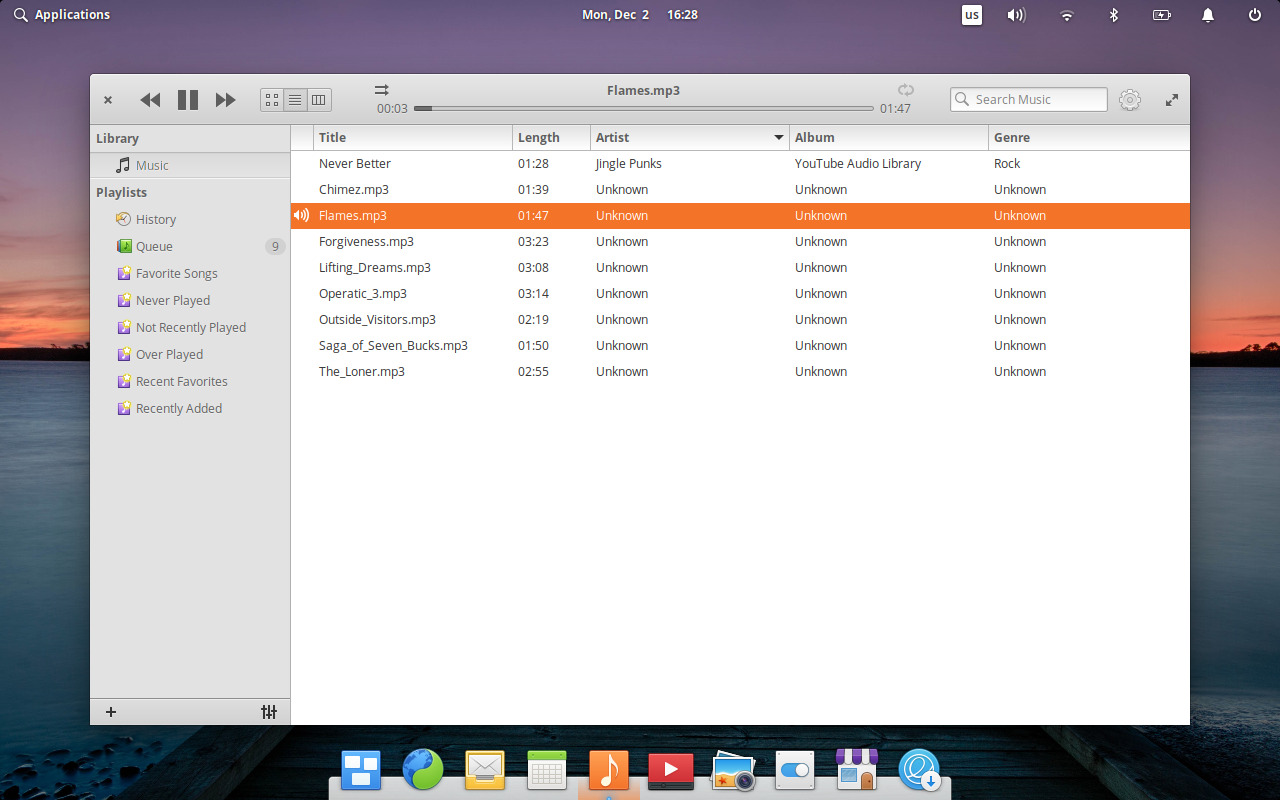 Applications Mon, Dec 2 16:28 us
Flames.mp3
00:03 01:47 Search Music
Library Title Length Artist Album Genre
Music Never Better 01:28 Jingle Punks YouTube Audio Library Rock
Playlists Chimez.mp3 01:39 Unknown Unknown Unknown
History Flames.mp3 01:47 Unknown Unknown Unknown
Queue 9 Forgiveness.mp3 03:23 Unknown Unknown Unknown
Favorite Songs Lifting_Dreams.mp3 03:08 Unknown Unknown Unknown
Never Played Operatic_3.mp3 03:14 Unknown Unknown Unknown
Not Recently Played Outside_Visitors.mp3 02:19 Unknown Unknown Unknown
Over Played Saga_of_Seven_Bucks.mp3 01:50 Unknown Unknown Unknown
Recent Favorites The_Loner.mp3 02:55 Unknown Unknown Unknown
Recently Added